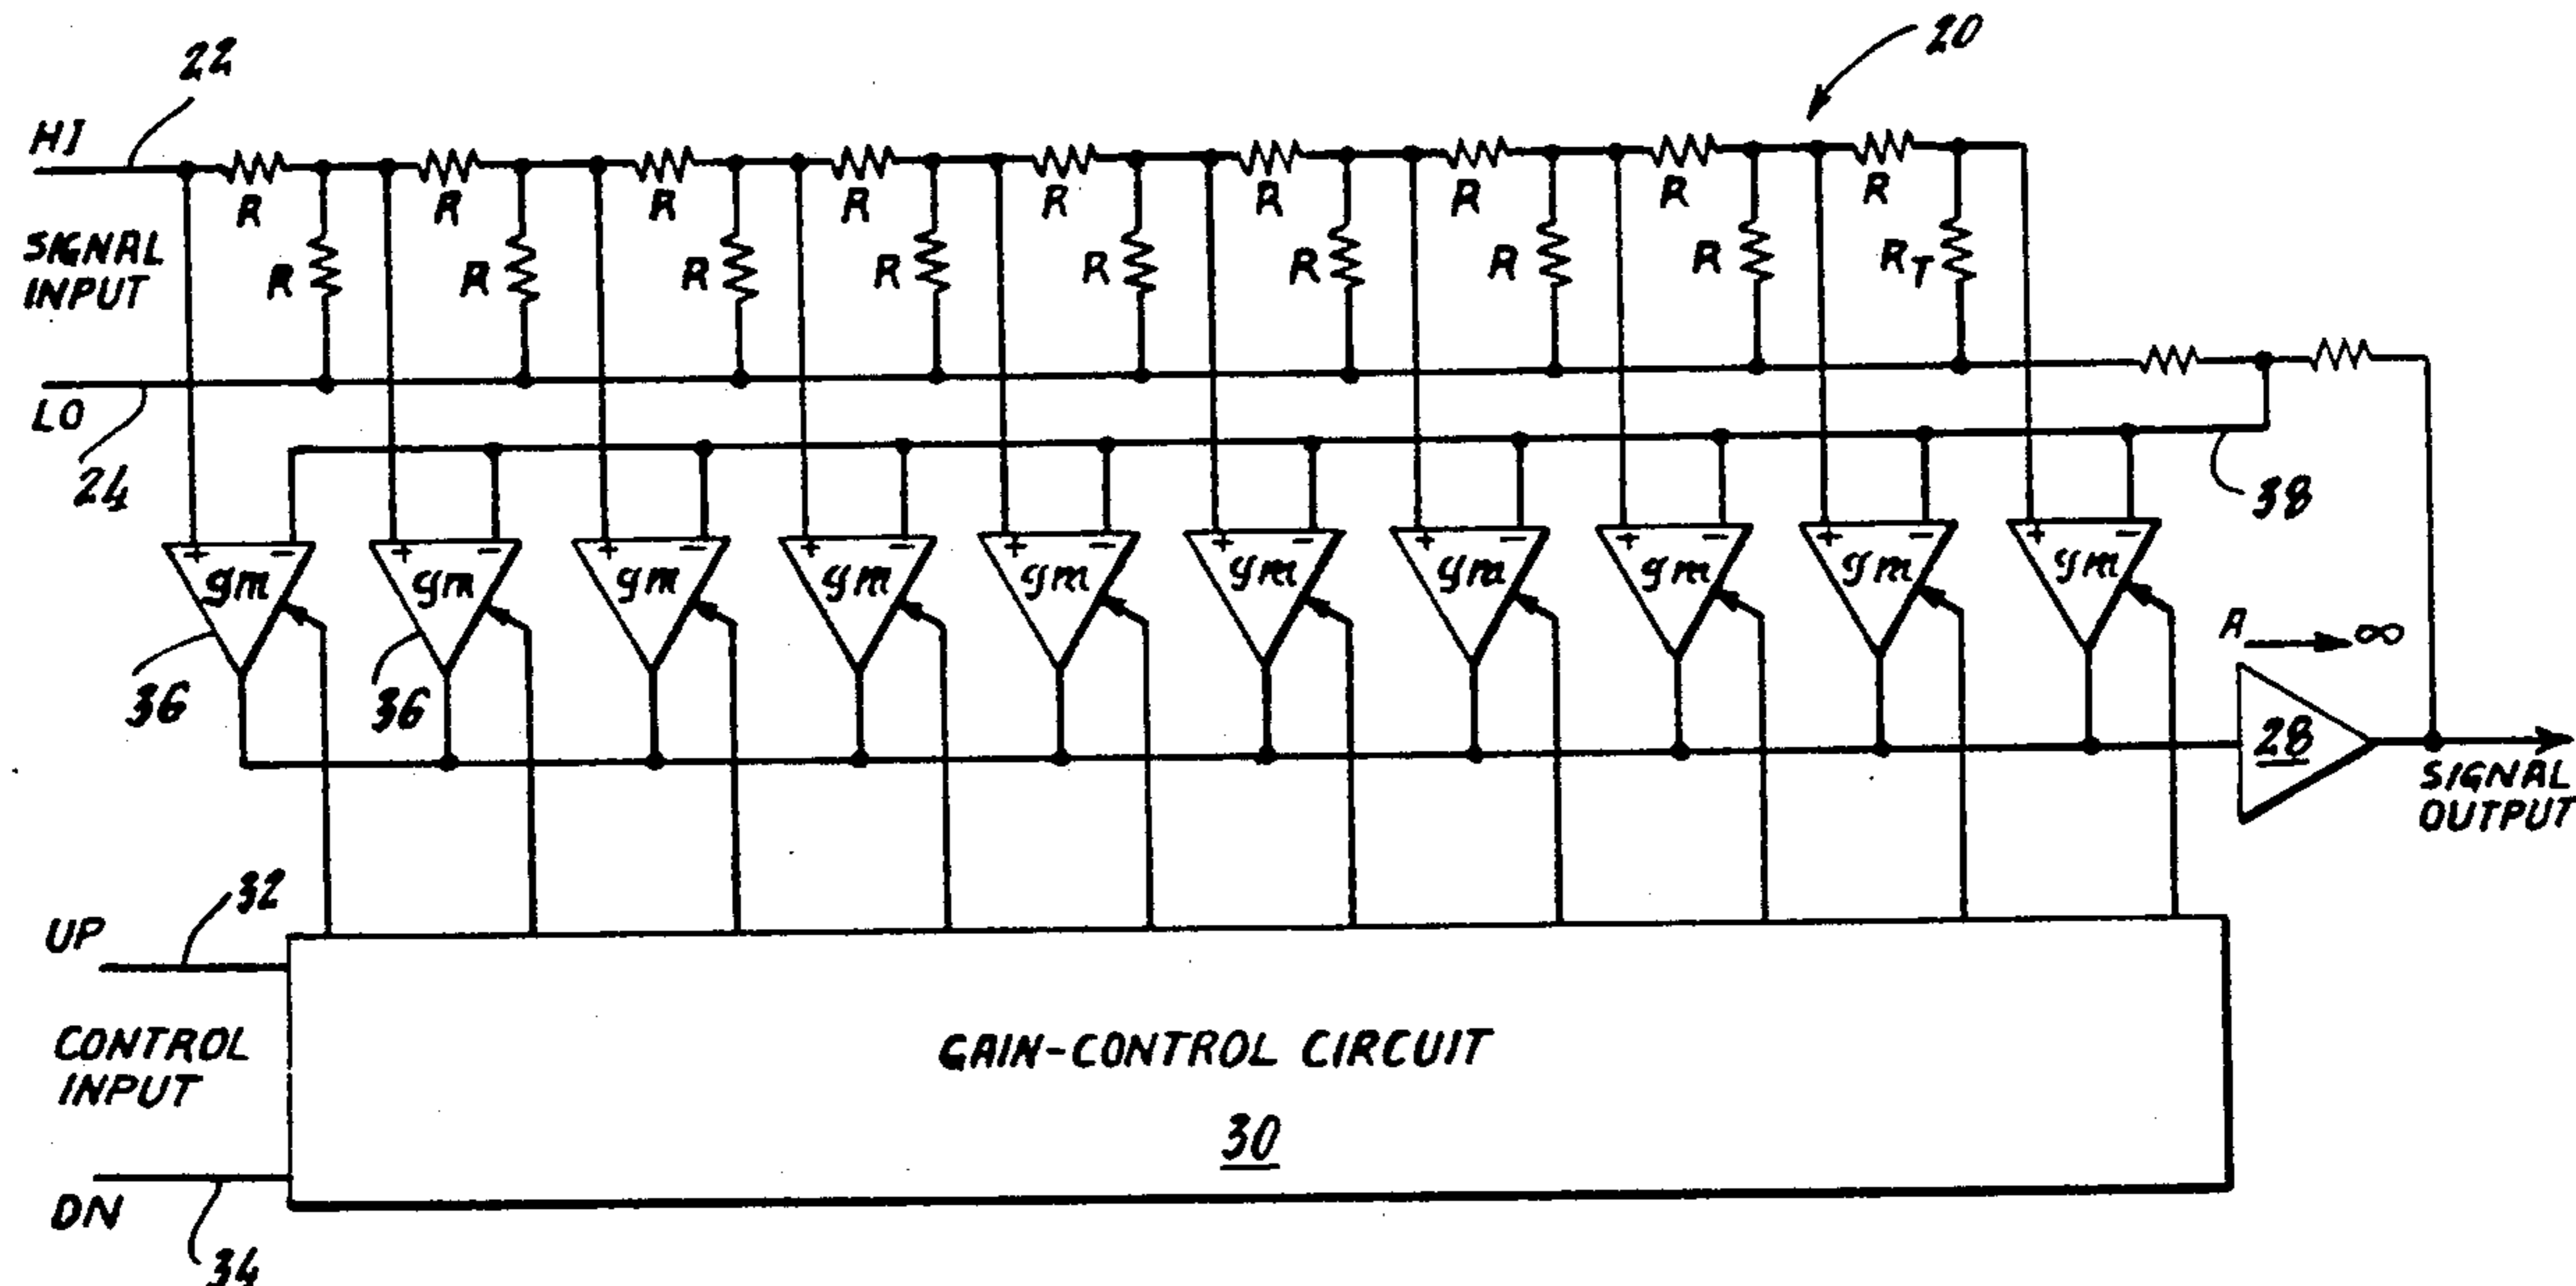 20
22
HI
R R R R R R R R R
SIGNAL
INPUT
R R R R R R R R RT
LO
24
38
+ - + - + - + - + - + - + - + - + - + -
gm gm gm gm gm gm gm gm gm gm
36 36
A → ∞
28
SIGNAL
OUTPUT
32
UP
CONTROL
INPUT
GAIN-CONTROL CIRCUIT
30
DN
34